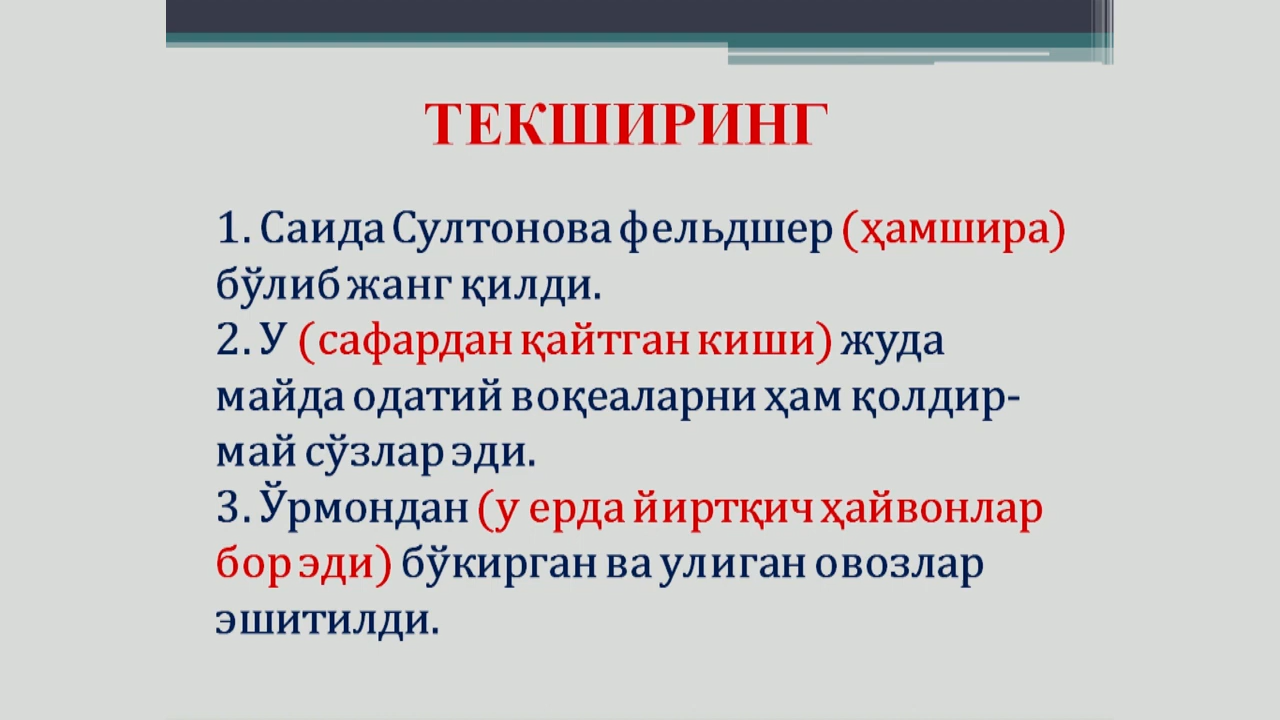 ТЕКШИРИНГ
1. Саида Султонова фельдшер (ҳамшира)
бўлиб жанг қилди.
2. У (сафардан қайтган киши) жуда
майда одатий воқеаларни ҳам қолдир-
май сўзлар эди.
3. Ўрмондан (у ерда йиртқич ҳайвонлар
бор эди) бўкирган ва улиган овозлар
эшитилди.